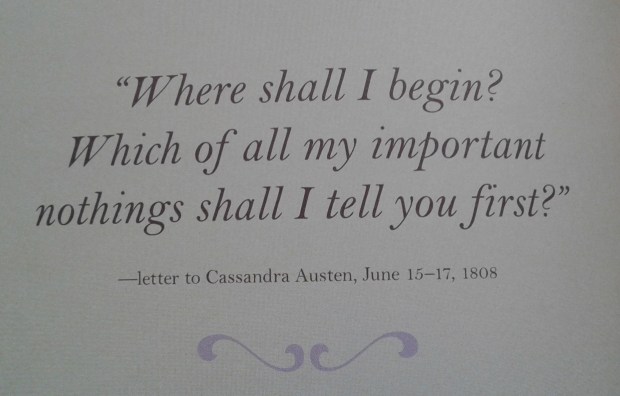 “Where shall I begin?
Which of all my important
nothings shall I tell you first?”
—letter to Cassandra Austen, June 15–17, 1808